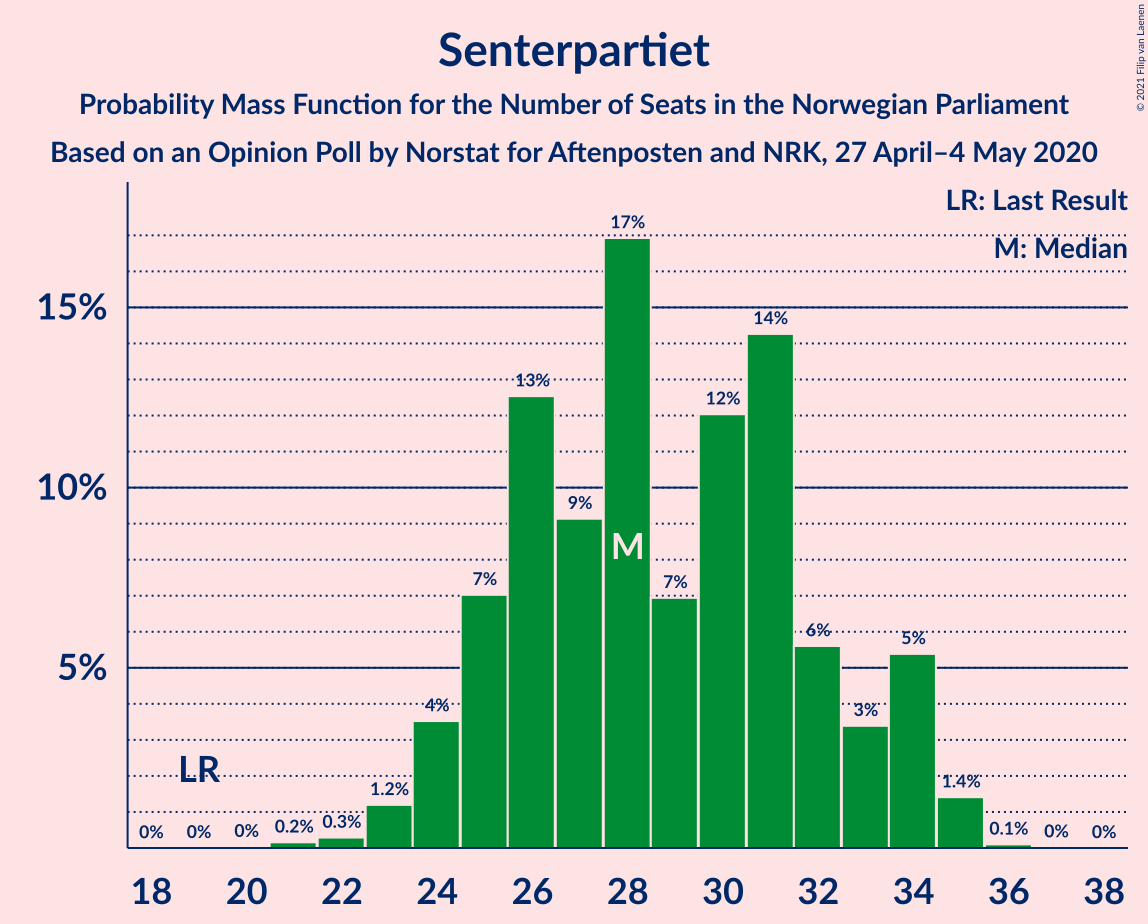 Senterpartiet
Probability Mass Function for the Number of Seats in the Norwegian Parliament
Based on an Opinion Poll by Norstat for Aftenposten and NRK, 27 April–4 May 2020
© 2021 Filip van Laenen
LR: Last Result
M: Median
15%
10%
5%
0%
0%
0%
0.2%
0.3%
1.2%
4%
7%
13%
9%
17%
7%
12%
14%
6%
3%
5%
1.4%
0.1%
0%
0%
LR
M
18 20 22 24 26 28 30 32 34 36 38